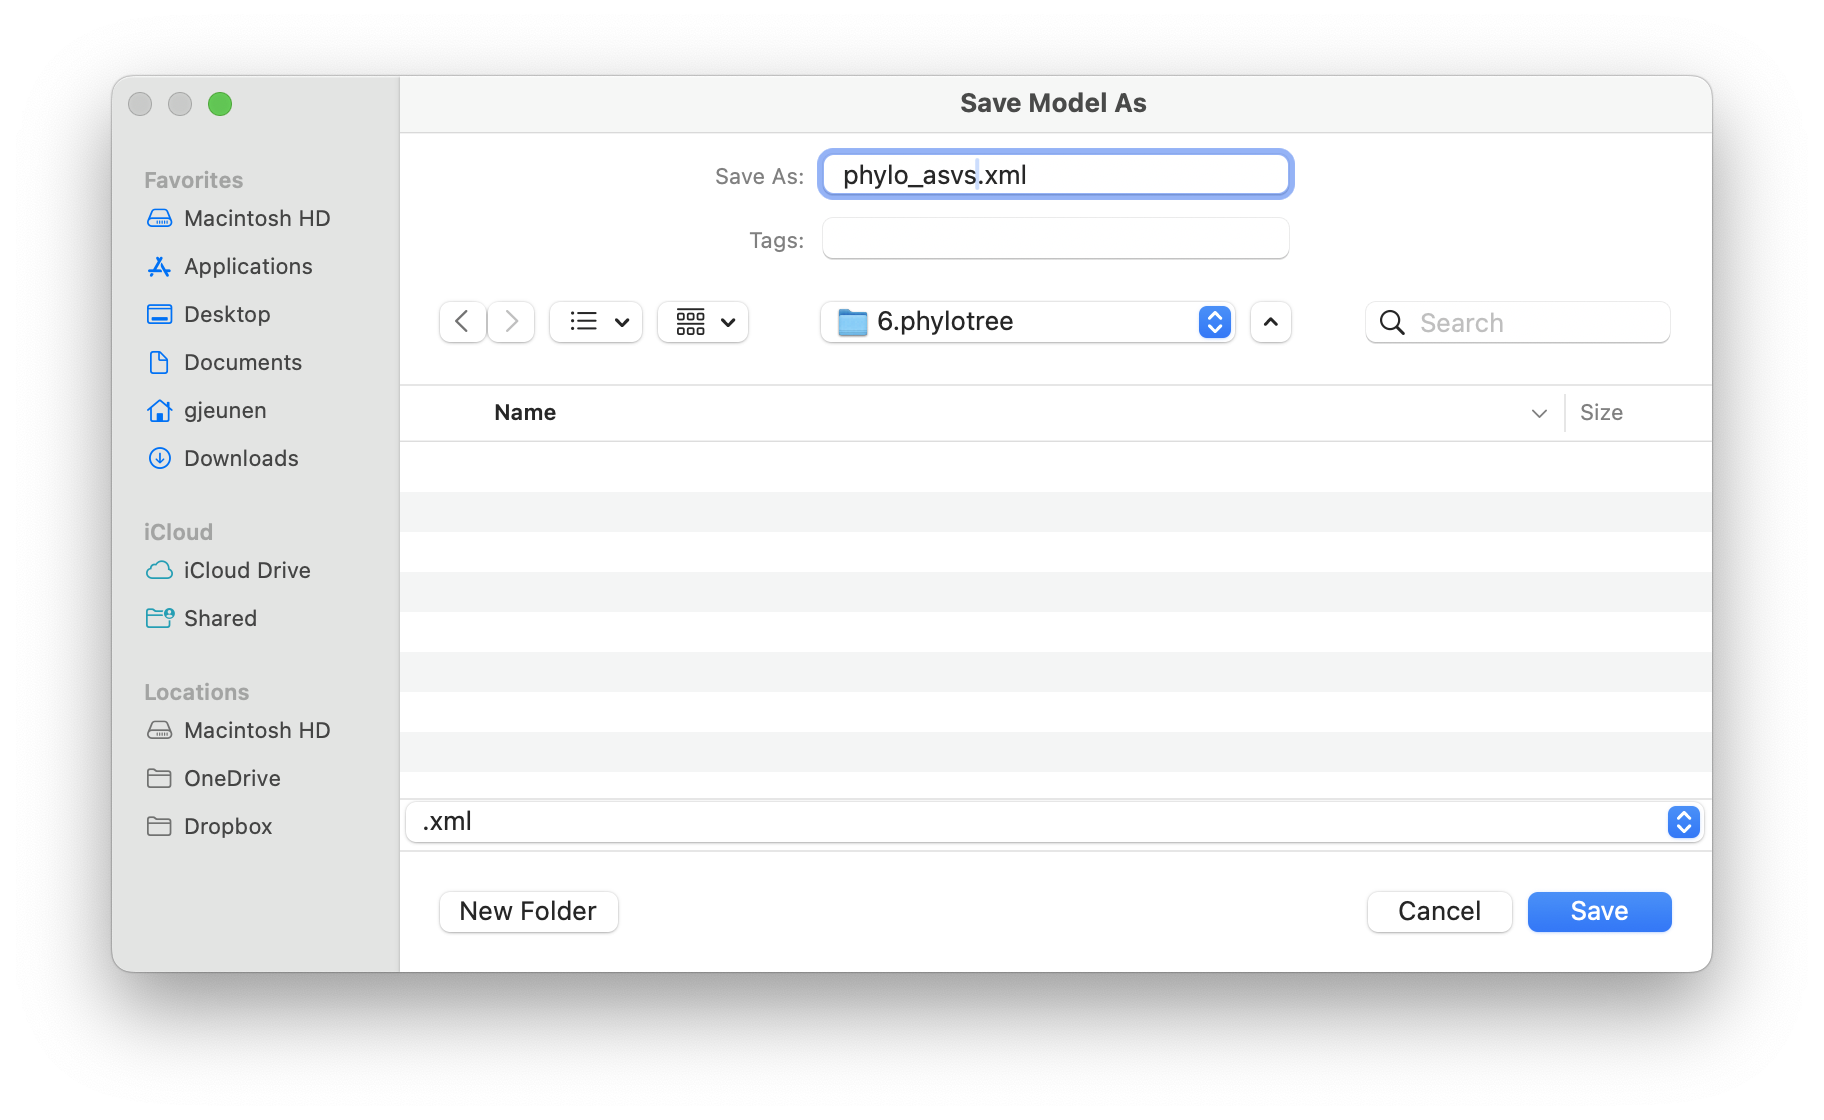 Save Model As
Favorites
Macintosh HD
Applications
Desktop
Documents
gjeunen
Downloads
iCloud
iCloud Drive
Shared
Locations
Macintosh HD
OneDrive
Dropbox
Save As: phylo_asvs.xml
Tags:
6.phylotree
Search
Name Size
.xml
New Folder Cancel Save